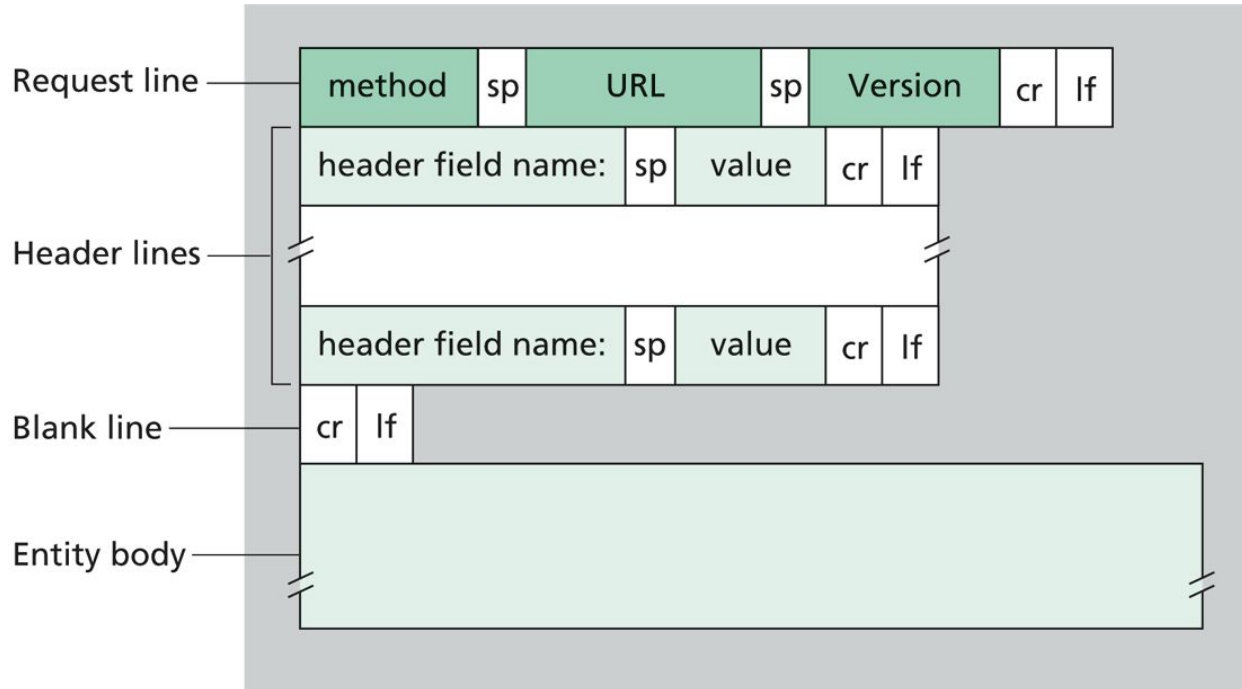 Request line method sp URL sp Version cr lf
header field name: sp value cr lf
Header lines
header field name: sp value cr lf
Blank line cr lf
Entity body